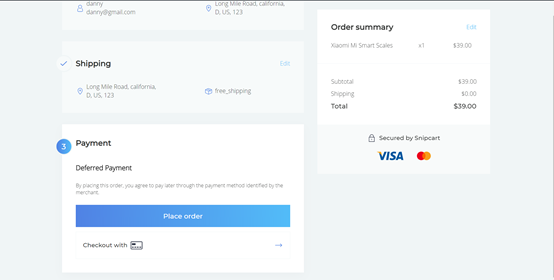 danny
danny@gmail.com
Long Mile Road, california,
D, US, 123
Shipping
Edit
Long Mile Road, california,
D, US, 123
free_shipping
3
Payment
Deferred Payment
By placing this order, you agree to pay later through the payment method identified by the
merchant.
Place order
Checkout with
Order summary
Edit
Xiaomi Mi Smart Scales x1 $39.00
Subtotal $39.00
Shipping $0.00
Total $39.00
Secured by Snipcart
VISA